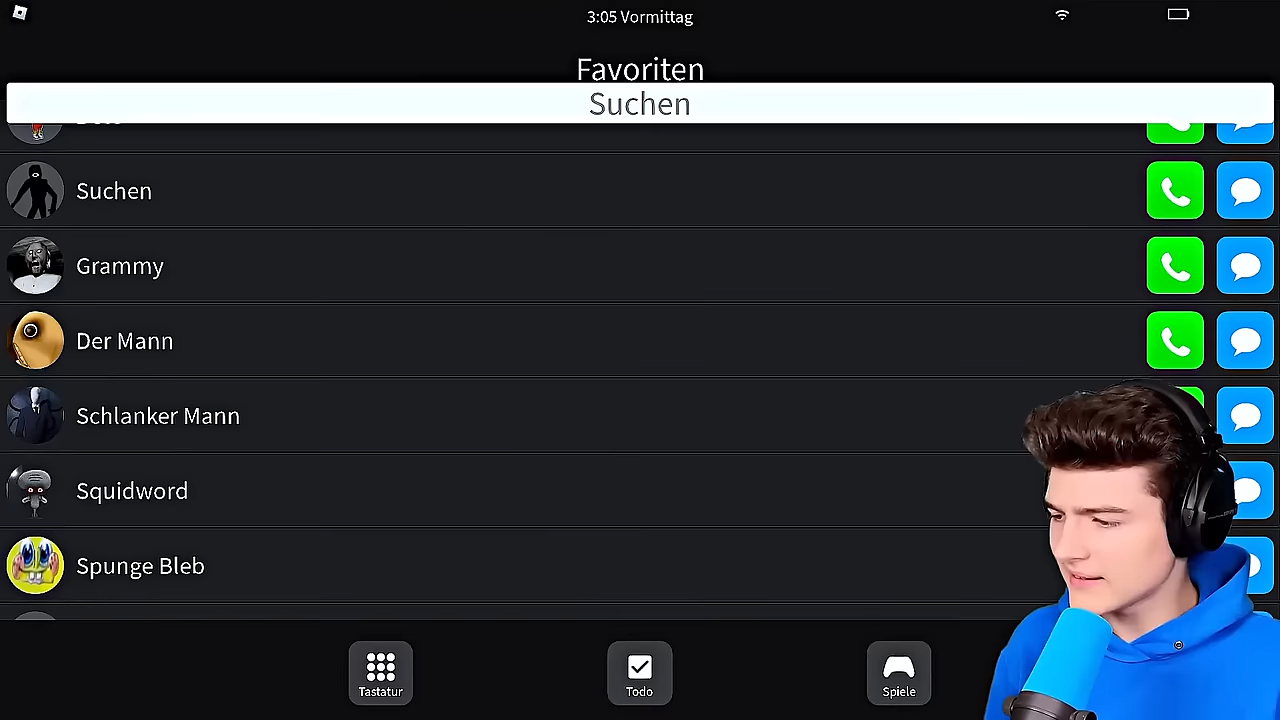 3:05 Vormittag
Favoriten
Suchen
Suchen
Grammy
Der Mann
Schlanker Mann
Squidword
Spunge Bleb
Tastatur
Todo
Spiele